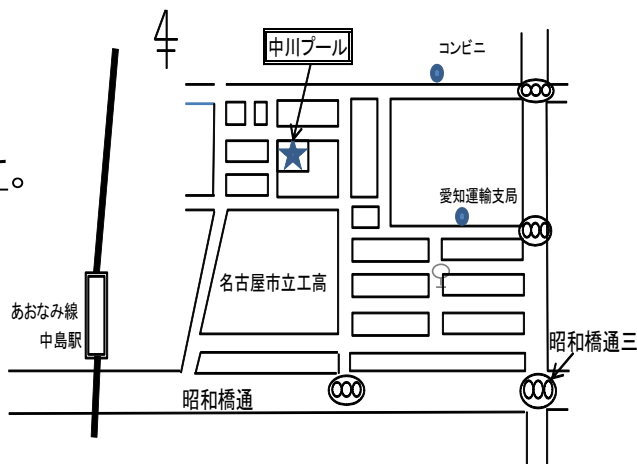 中川プール
コンビニ
。
愛知運輸支局
名古屋市立工高
あおなみ線
中島駅
昭和橋通三
昭和橋通